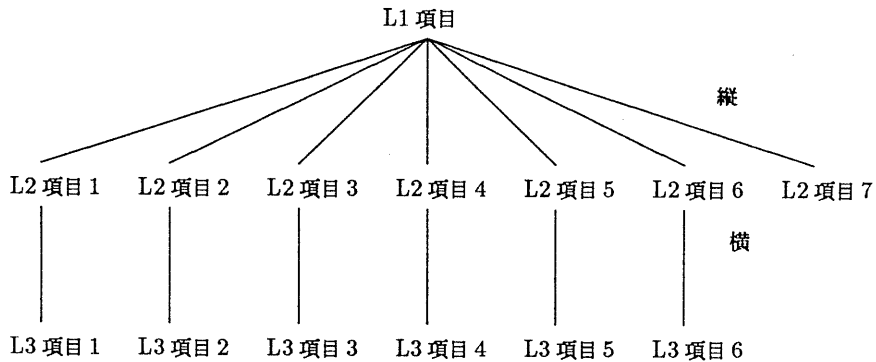 L1 項目
縦
L2 項目 1 L2 項目 2 L2 項目 3 L2 項目 4 L2 項目 5 L2 項目 6 L2 項目 7
横
L3 項目 1 L3 項目 2 L3 項目 3 L3 項目 4 L3 項目 5 L3 項目 6